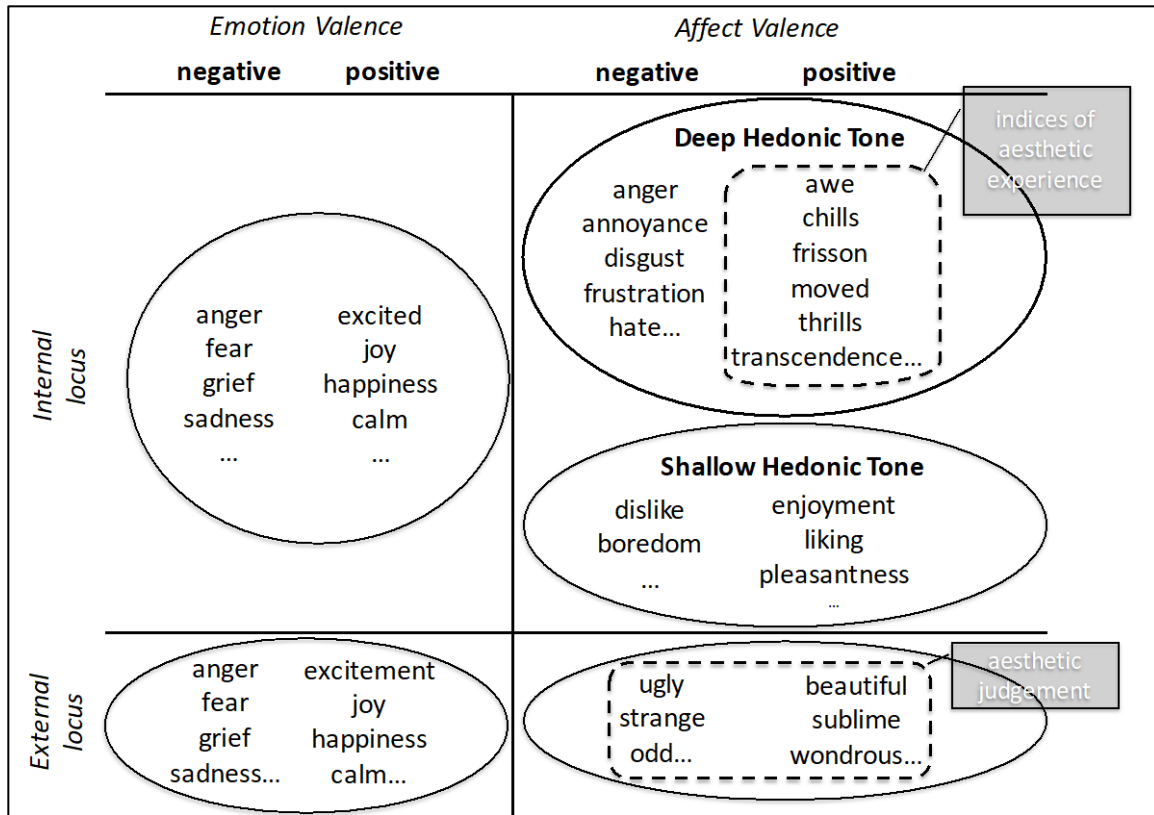 Emotion Valence
Affect Valence
negative
positive
negative
positive
indices of
aesthetic
experience
Internal
locus
anger
fear
grief
sadness
...
excited
joy
happiness
calm
...
Deep Hedonic Tone
anger
annoyance
disgust
frustration
hate...
awe
chills
frisson
moved
thrills
transcendence...
Shallow Hedonic Tone
dislike
boredom
...
enjoyment
liking
pleasantness
...
External
locus
anger
fear
grief
sadness...
excitement
joy
happiness
calm...
ugly
strange
odd...
beautiful
sublime
wondrous...
aesthetic
judgement